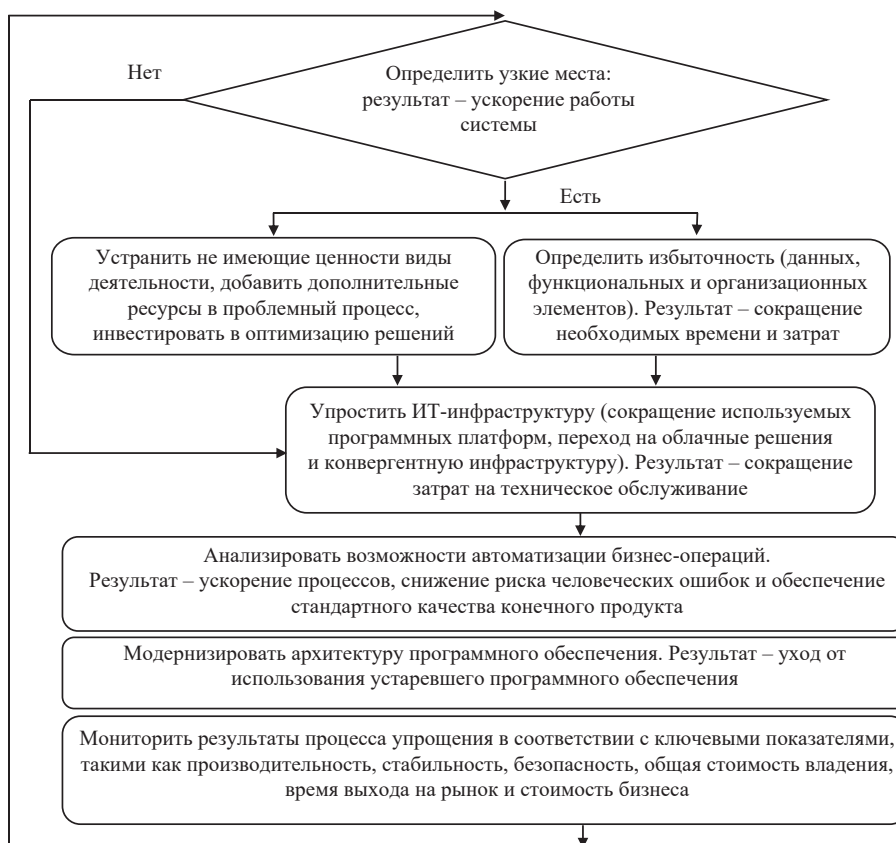 Нет
Определить узкие места:
результат – ускорение работы
системы
Есть
Устранить не имеющие ценности виды
деятельности, добавить дополнительные
ресурсы в проблемный процесс,
инвестировать в оптимизацию решений
Определить избыточность (данных,
функциональных и организационных
элементов). Результат – сокращение
необходимых времени и затрат
Упростить ИТ-инфраструктуру (сокращение используемых
программных платформ, переход на облачные решения
и конвергентную инфраструктуру). Результат – сокращение
затрат на техническое обслуживание
Анализировать возможности автоматизации бизнес-операций.
Результат – ускорение процессов, снижение риска человеческих ошибок и обеспечение
стандартного качества конечного продукта
Модернизировать архитектуру программного обеспечения. Результат – уход от
использования устаревшего программного обеспечения
Мониторить результаты процесса упрощения в соответствии с ключевыми показателями,
такими как производительность, стабильность, безопасность, общая стоимость владения,
время выхода на рынок и стоимость бизнеса